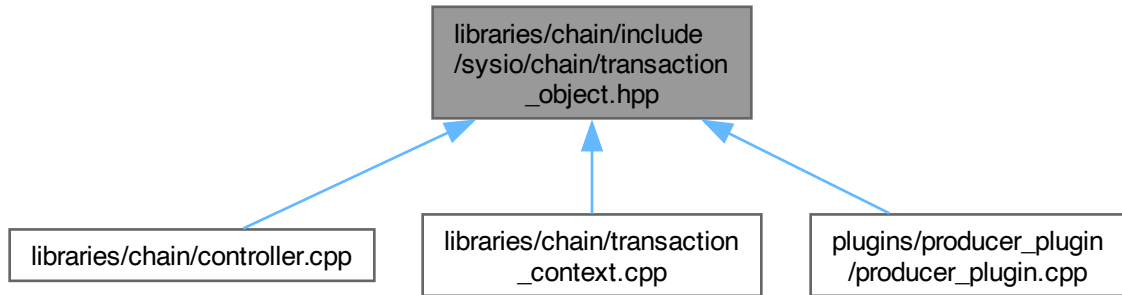 libraries/chain/include
/sysio/chain/transaction
_object.hpp
libraries/chain/controller.cpp
libraries/chain/transaction
_context.cpp
plugins/producer_plugin
/producer_plugin.cpp